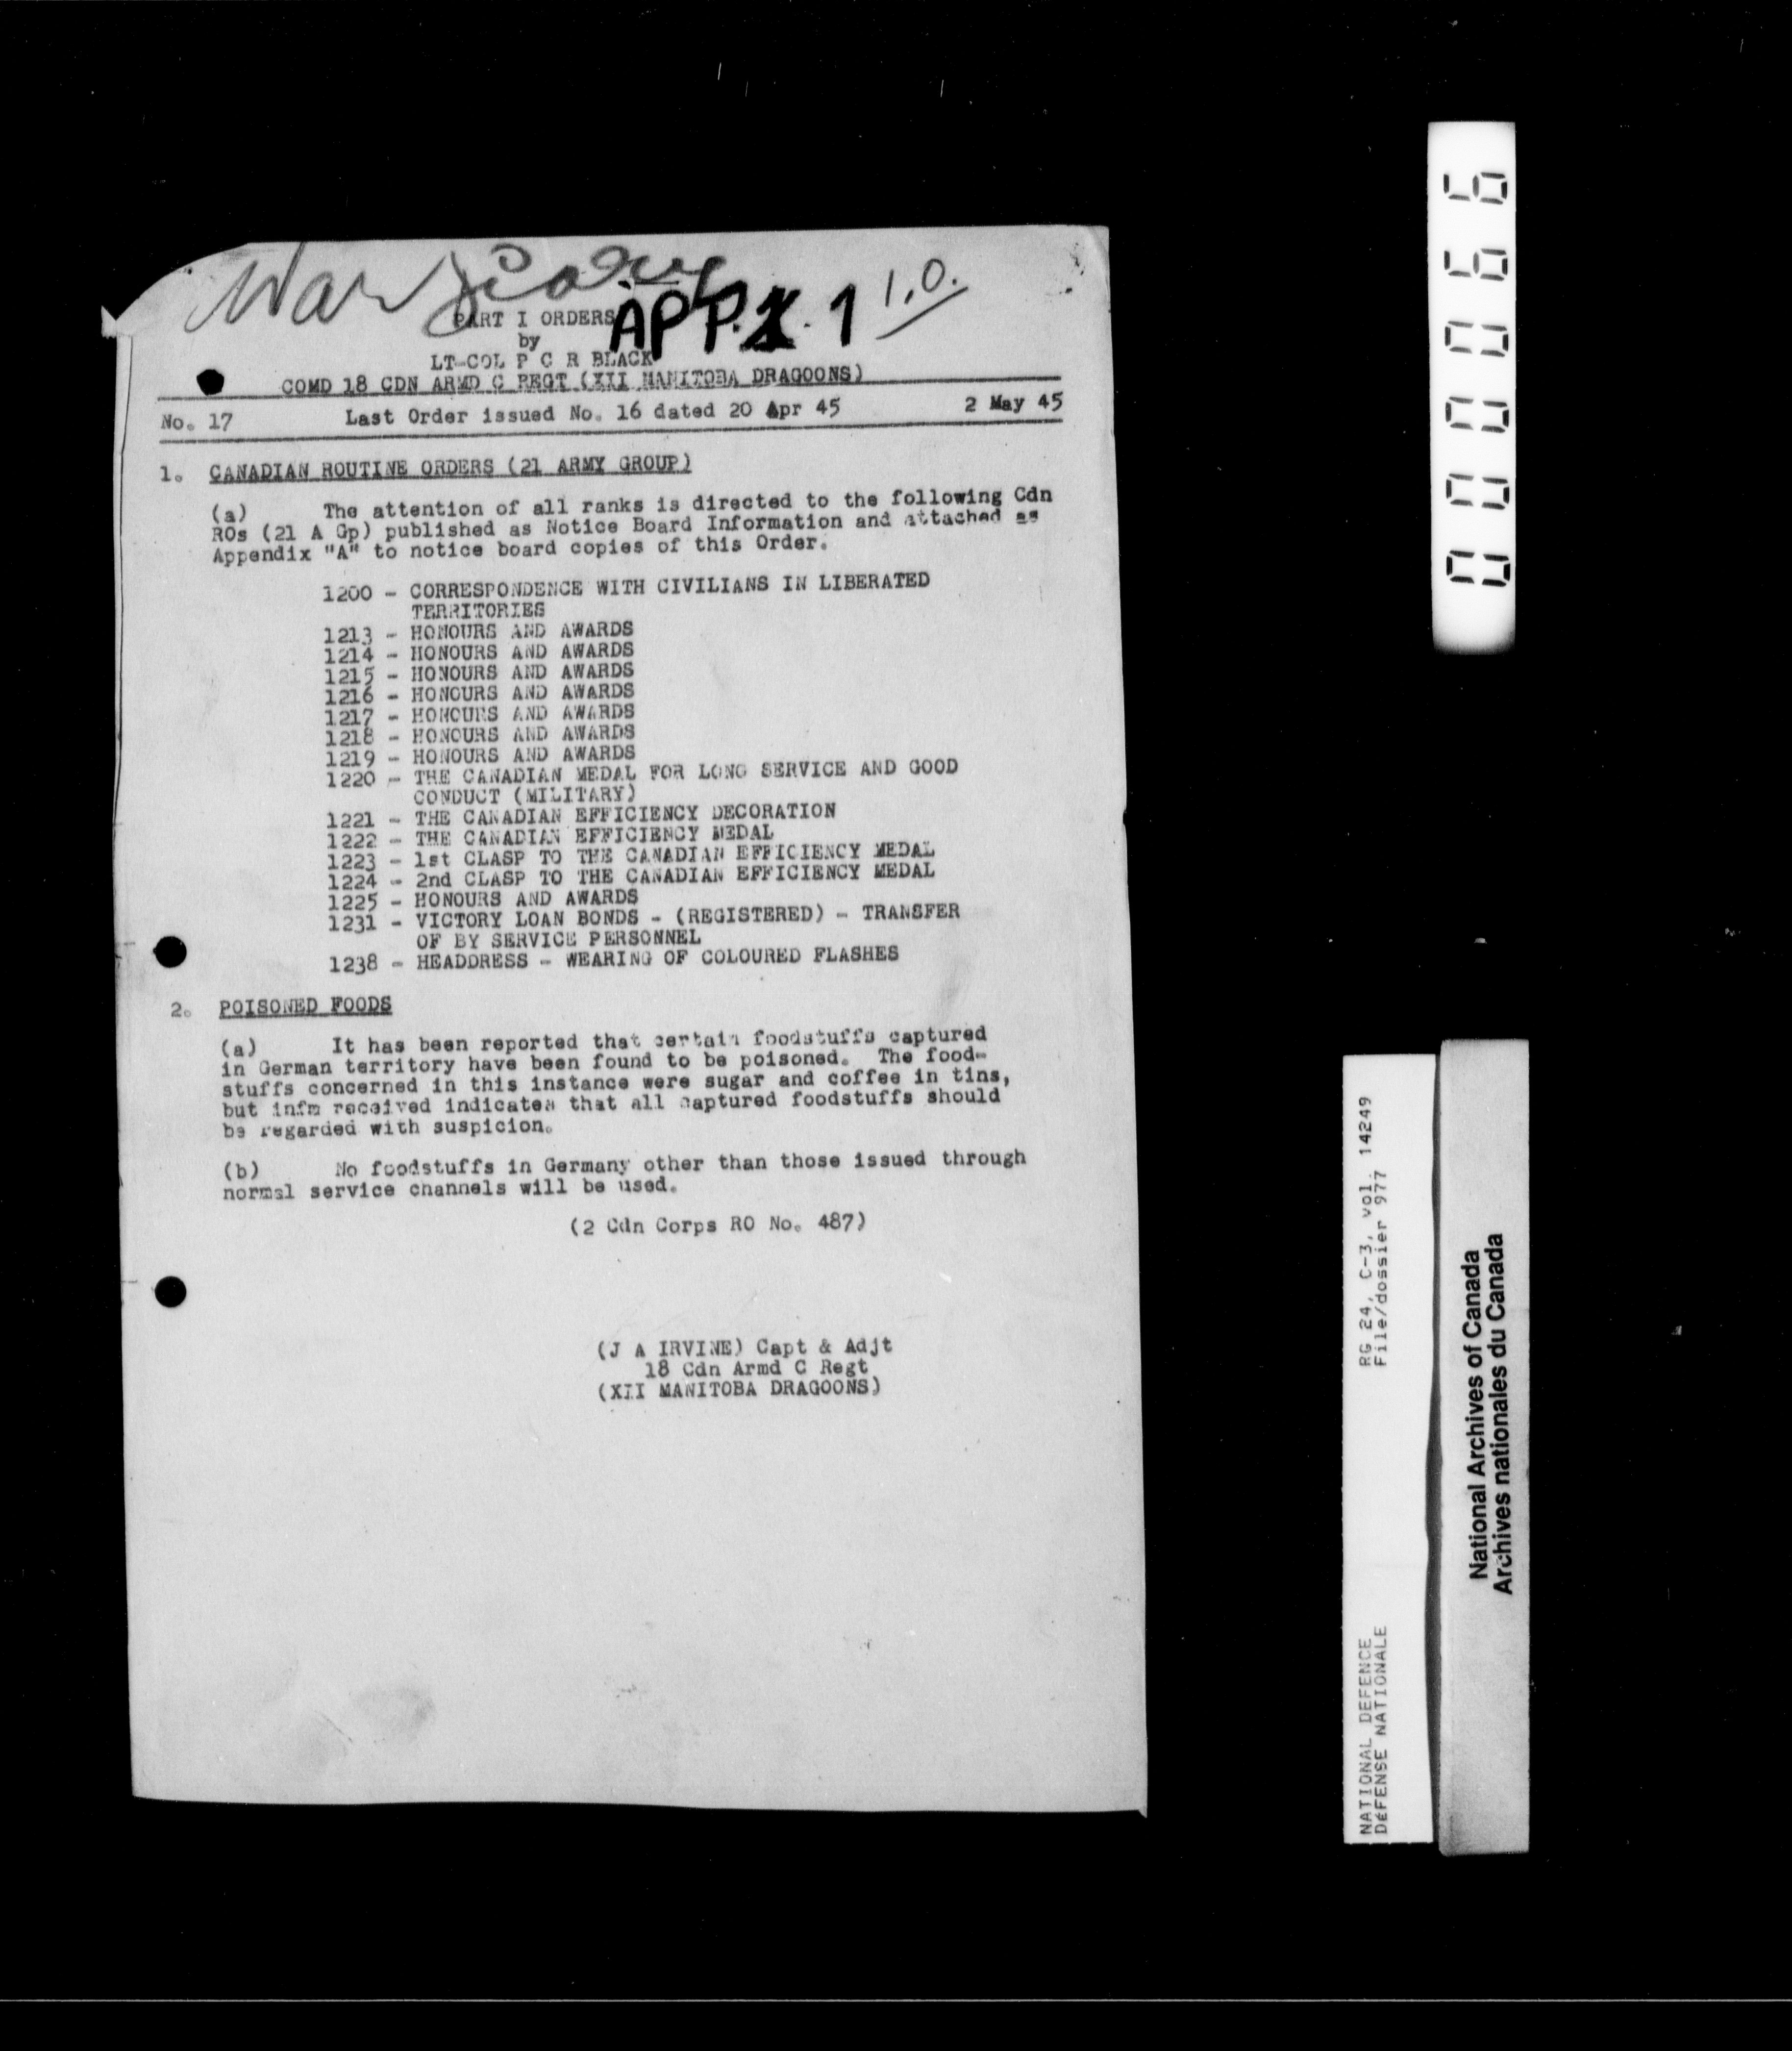 War Diary
APPX. 1
1.0.
PART I ORDERS
by
LT-COL P C R BLACK
COMD 18 CDN ARMD C REGT (XII MANITOBA DRAGOONS)
No. 17 Last Order issued No. 16 dated 20 Apr 45 2 May 45
1. CANADIAN ROUTINE ORDERS (21 ARMY GROUP)
(a) The attention of all ranks is directed to the following Cdn
ROs (21 A Gp) published as Notice Board Information and attached as
Appendix "A" to notice board copies of this Order.
1200 - CORRESPONDENCE WITH CIVILIANS IN LIBERATED
TERRITORIES
1213 - HONOURS AND AWARDS
1214 - HONOURS AND AWARDS
1215 - HONOURS AND AWARDS
1216 - HONOURS AND AWARDS
1217 - HONOURS AND AWARDS
1218 - HONOURS AND AWARDS
1219 - HONOURS AND AWARDS
1220 - THE CANADIAN MEDAL FOR LONG SERVICE AND GOOD
CONDUCT (MILITARY)
1221 - THE CANADIAN EFFICIENCY DECORATION
1222 - THE CANADIAN EFFICIENCY MEDAL
1223 - 1st CLASP TO THE CANADIAN EFFICIENCY MEDAL
1224 - 2nd CLASP TO THE CANADIAN EFFICIENCY MEDAL
1225 - HONOURS AND AWARDS
1231 - VICTORY LOAN BONDS - (REGISTERED) - TRANSFER
OF BY SERVICE PERSONNEL
1238 - HEADDRESS - WEARING OF COLOURED FLASHES
2. POISONED FOODS
(a) It has been reported that certain foodstuffs captured
in German territory have been found to be poisoned. The food-
stuffs concerned in this instance were sugar and coffee in tins,
but infm received indicates that all captured foodstuffs should
be regarded with suspicion.
(b) No foodstuffs in Germany other than those issued through
normal service channels will be used.
(2 Cdn Corps RO No. 487)
(J A IRVINE) Capt & Adjt
18 Cdn Armd C Regt
(XII MANITOBA DRAGOONS)
000066
RG 24, C-3, vol. 14249
File/dossier 977
NATIONAL DEFENCE
DéFENSE NATIONALE
National Archives of Canada
Archives nationales du Canada